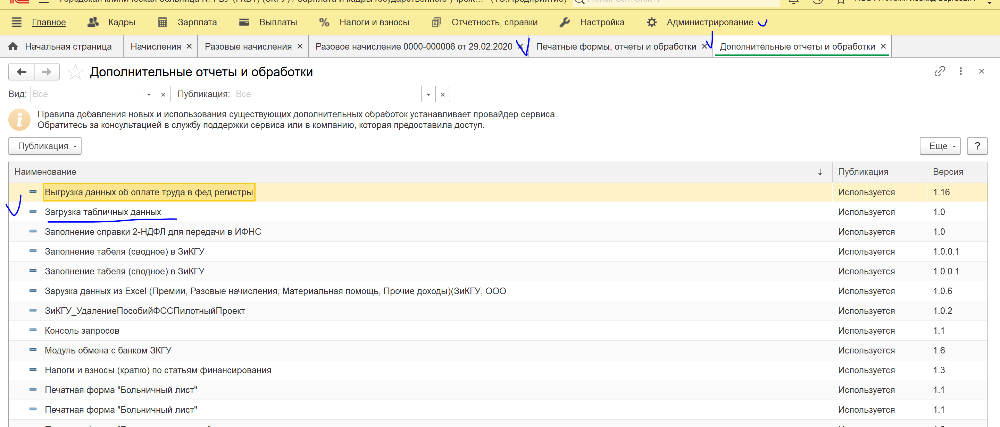 Главное Кадры Зарплата Выплаты Налоги и взносы Отчетность, справки Настройка Администрирование
Начальная страница Начисления Разовые начисления Разовое начисление 0000-000006 от 29.02.2020 Печатные формы, отчеты и обработки Дополнительные отчеты и обработки
Дополнительные отчеты и обработки
Вид: Все Публикация: Все
Правила добавления новых и использования существующих дополнительных обработок устанавливает провайдер сервиса.
Обратитесь за консультацией в службу поддержки сервиса или в компанию, которая предоставила доступ.
Публикация Еще ?
Наименование Публикация Версия
Выгрузка данных об оплате труда в фед регистры Используется 1.16
Загрузка табличных данных Используется 1.0
Заполнение справки 2-НДФЛ для передачи в ИФНС Используется 1.0
Заполнение табеля (сводное) в ЗиКГУ Используется 1.0.0.1
Заполнение табеля (сводное) в ЗиКГУ Используется 1.0.0.1
Зарузка данных из Excel (Премии, Разовые начисления, Материальная помощь, Прочие доходы)(ЗиКГУ, ООО Используется 1.0.6
ЗиКГУ_УдалениеПособийФССПилотныйПроект Используется 1.0.2
Консоль запросов Используется 1.1
Модуль обмена с банком ЗКГУ Используется 1.6
Налоги и взносы (кратко) по статьям финансирования Используется 1.3
Печатная форма "Больничный лист" Используется 1.1
Печатная форма "Больничный лист" Используется 1.1